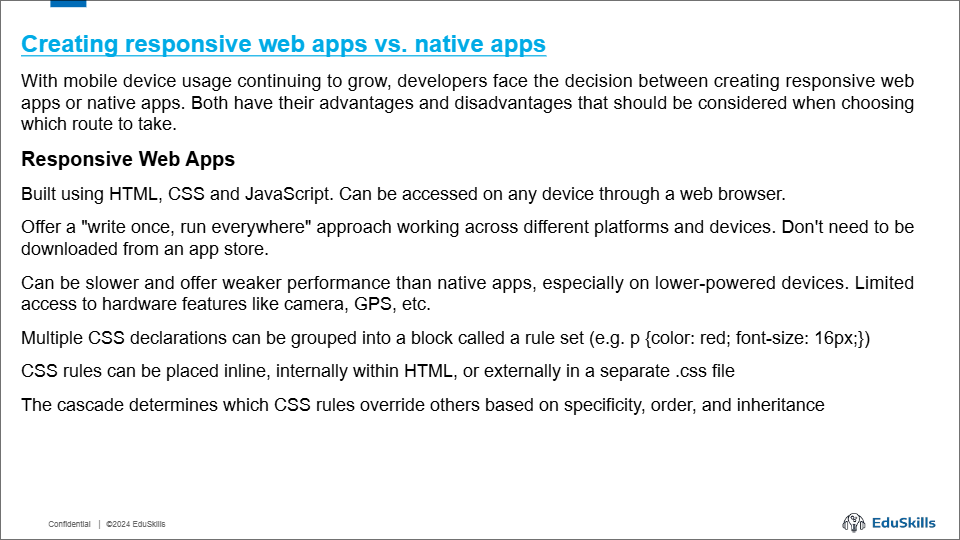 Creating responsive web apps vs. native apps
With mobile device usage continuing to grow, developers face the decision between creating responsive web
apps or native apps. Both have their advantages and disadvantages that should be considered when choosing
which route to take.
Responsive Web Apps
Built using HTML, CSS and JavaScript. Can be accessed on any device through a web browser.
Offer a "write once, run everywhere" approach working across different platforms and devices. Don't need to be
downloaded from an app store.
Can be slower and offer weaker performance than native apps, especially on lower-powered devices. Limited
access to hardware features like camera, GPS, etc.
Multiple CSS declarations can be grouped into a block called a rule set (e.g. p {color: red; font-size: 16px;})
CSS rules can be placed inline, internally within HTML, or externally in a separate .css file
The cascade determines which CSS rules override others based on specificity, order, and inheritance
Confidential | ©2024 EduSkills
EduSkills